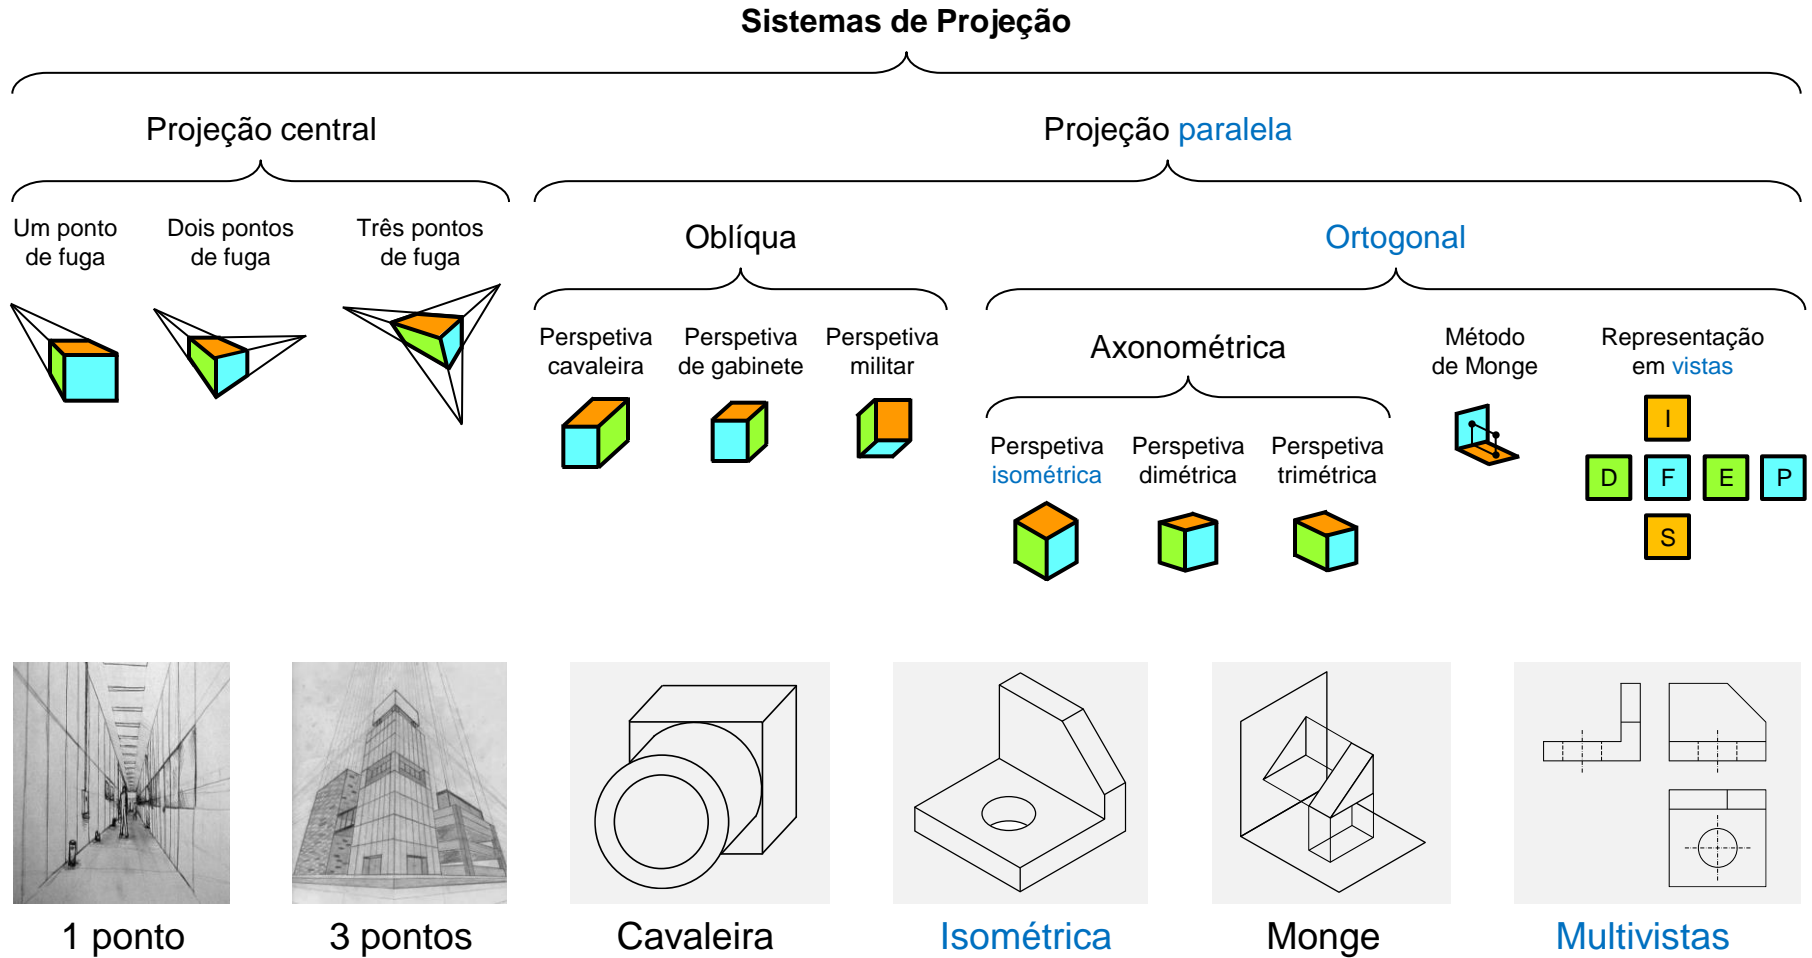 Sistemas de Projeção
Projeção central
Projeção paralela
Um ponto
de fuga
Dois pontos
de fuga
Três pontos
de fuga
Oblíqua
Ortogonal
Perspetiva
cavaleira
Perspetiva
de gabinete
Perspetiva
militar
Axonométrica
Método
de Monge
Representação
em vistas
Perspetiva
isométrica
Perspetiva
dimétrica
Perspetiva
trimétrica
I
D F E P
S
1 ponto
3 pontos
Cavaleira
Isométrica
Monge
Multivistas